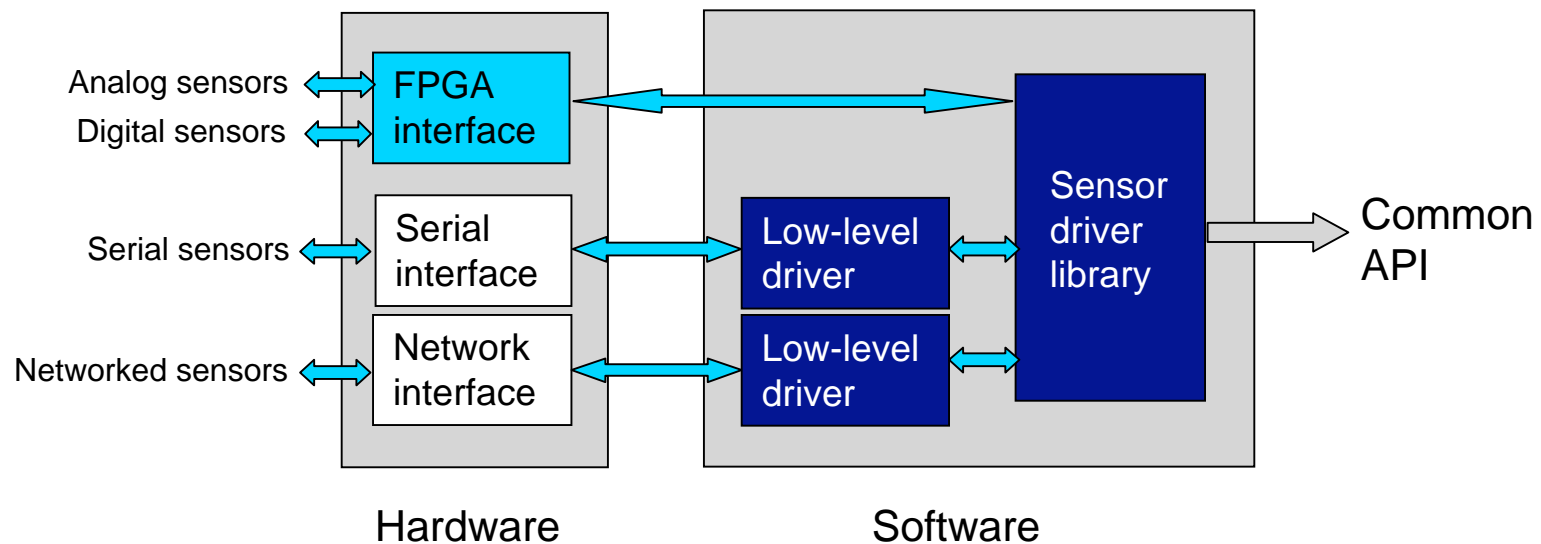 Analog sensors
Digital sensors
FPGA
interface
Serial sensors
Serial
interface
Networked sensors
Network
interface
Low-level
driver
Low-level
driver
Sensor
driver
library
Common
API
Hardware
Software